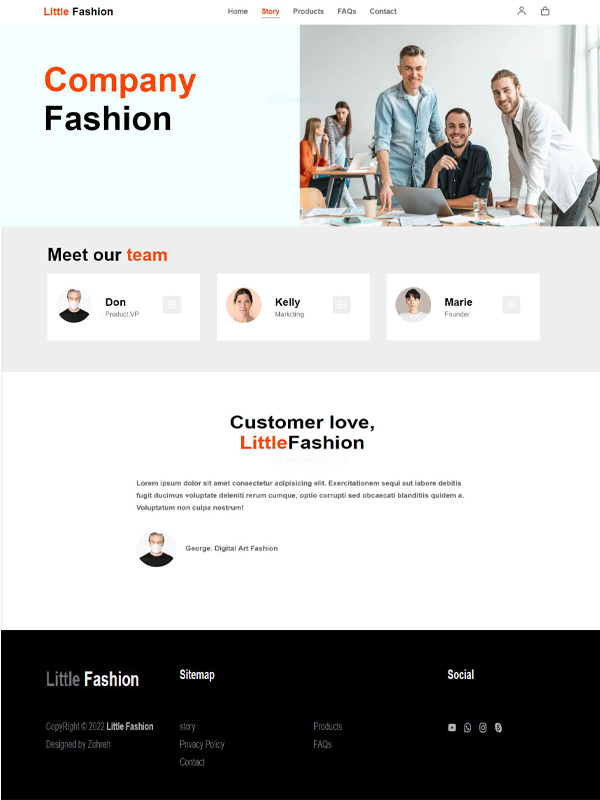 Little Fashion
Home Story Products FAQs Contact
Company
Fashion
Meet our team
Don
Product,VP
Kelly
Marketing
Marie
Founder
Customer love,
LittleFashion
Lorem ipsum dolor sit amet consectetur adipisicing elit. Exercitationem sequi aut labore debitis
fugit ducimus voluptate deleniti rerum cumque, optio corrupti sed obcaecati blanditiis quidem a.
Voluptatum non culpa nostrum!
George. Digital Art Fashion
Little Fashion
Sitemap
Social
CopyRight © 2022 Little Fashion
Designed by Zohreh
story
Privacy Policy
Contact
Products
FAQs